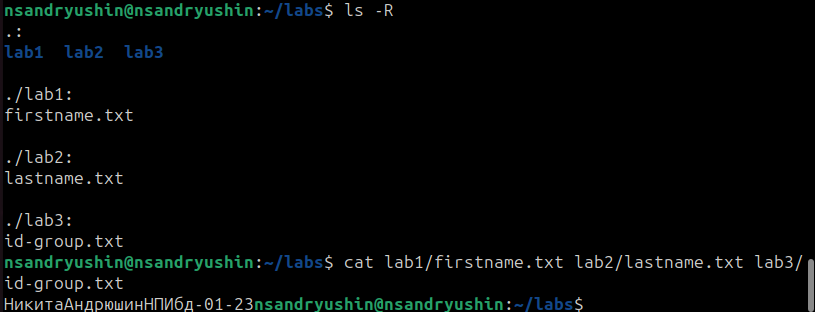 nsandryushin@nsandryushin:~/labs$ ls -R
.:
lab1  lab2  lab3

./lab1:
firstname.txt

./lab2:
lastname.txt

./lab3:
id-group.txt
nsandryushin@nsandryushin:~/labs$ cat lab1/firstname.txt lab2/lastname.txt lab3/
id-group.txt
НикитаАндрюшинНПИбд-01-23nsandryushin@nsandryushin:~/labs$